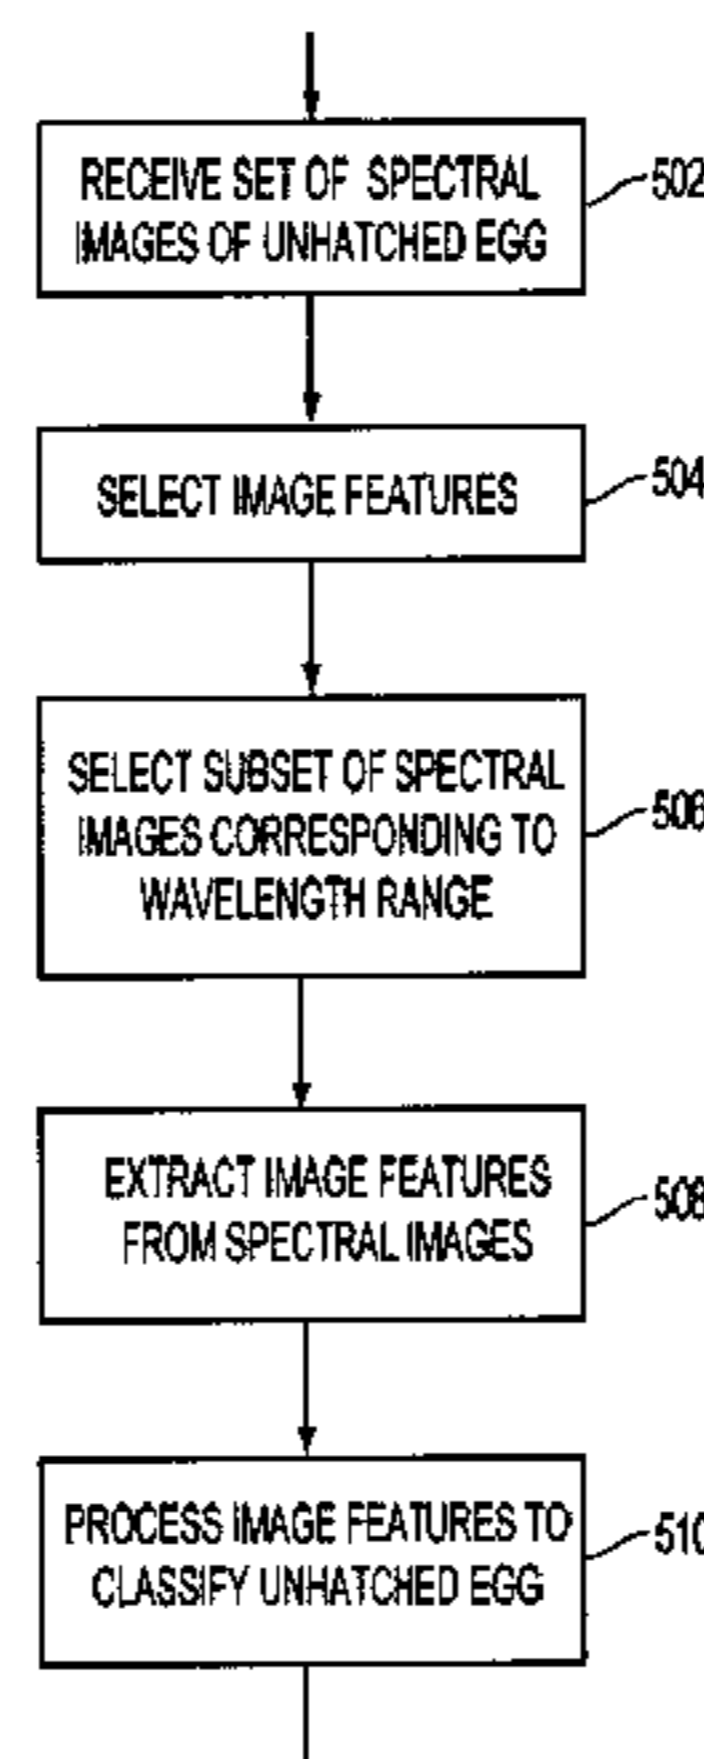 RECEIVE SET OF SPECTRAL
IMAGES OF UNHATCHED EGG
502
SELECT IMAGE FEATURES
504
SELECT SUBSET OF SPECTRAL
IMAGES CORRESPONDING TO
WAVELENGTH RANGE
506
EXTRACT IMAGE FEATURES
FROM SPECTRAL IMAGES
508
PROCESS IMAGE FEATURES TO
CLASSIFY UNHATCHED EGG
510